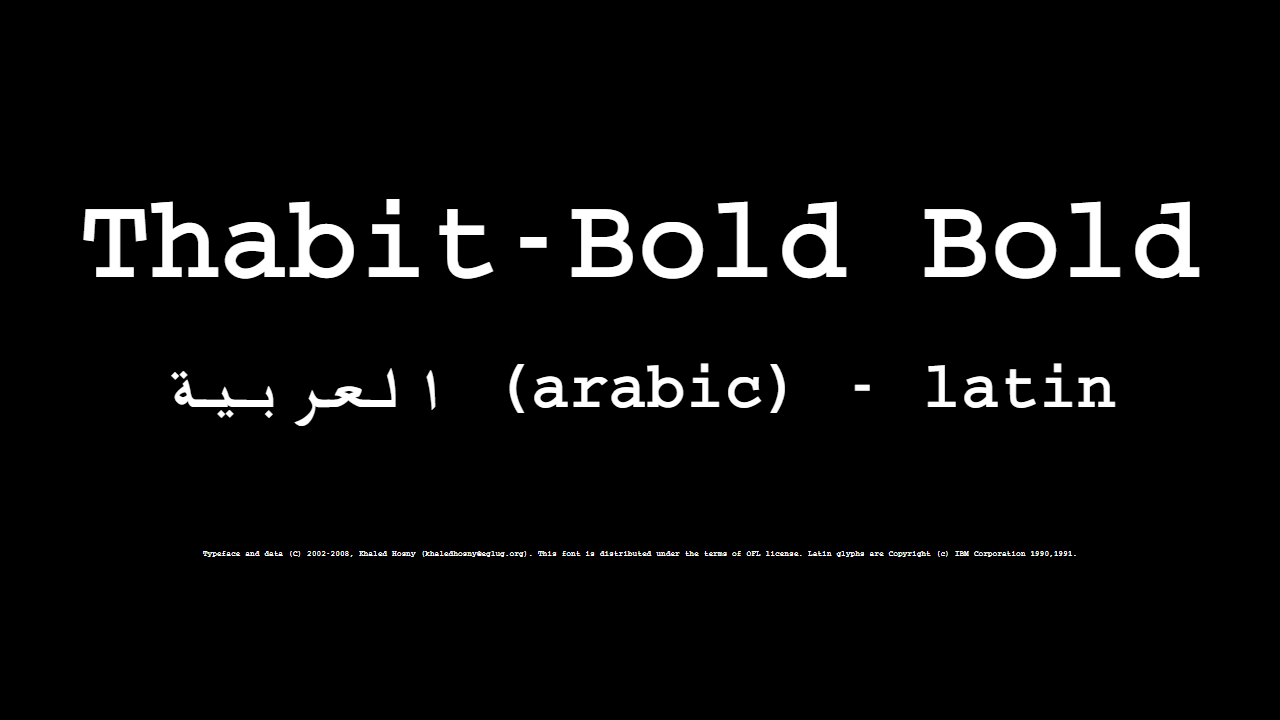 Thabit-Bold Bold
العربية (arabic) - latin
Typeface and data (C) 2002-2008, Khaled Hosny (khaledhosny@eglug.org). This font is distributed under the terms of OFL license. Latin glyphs are Copyright (c) IBM Corporation 1990,1991.